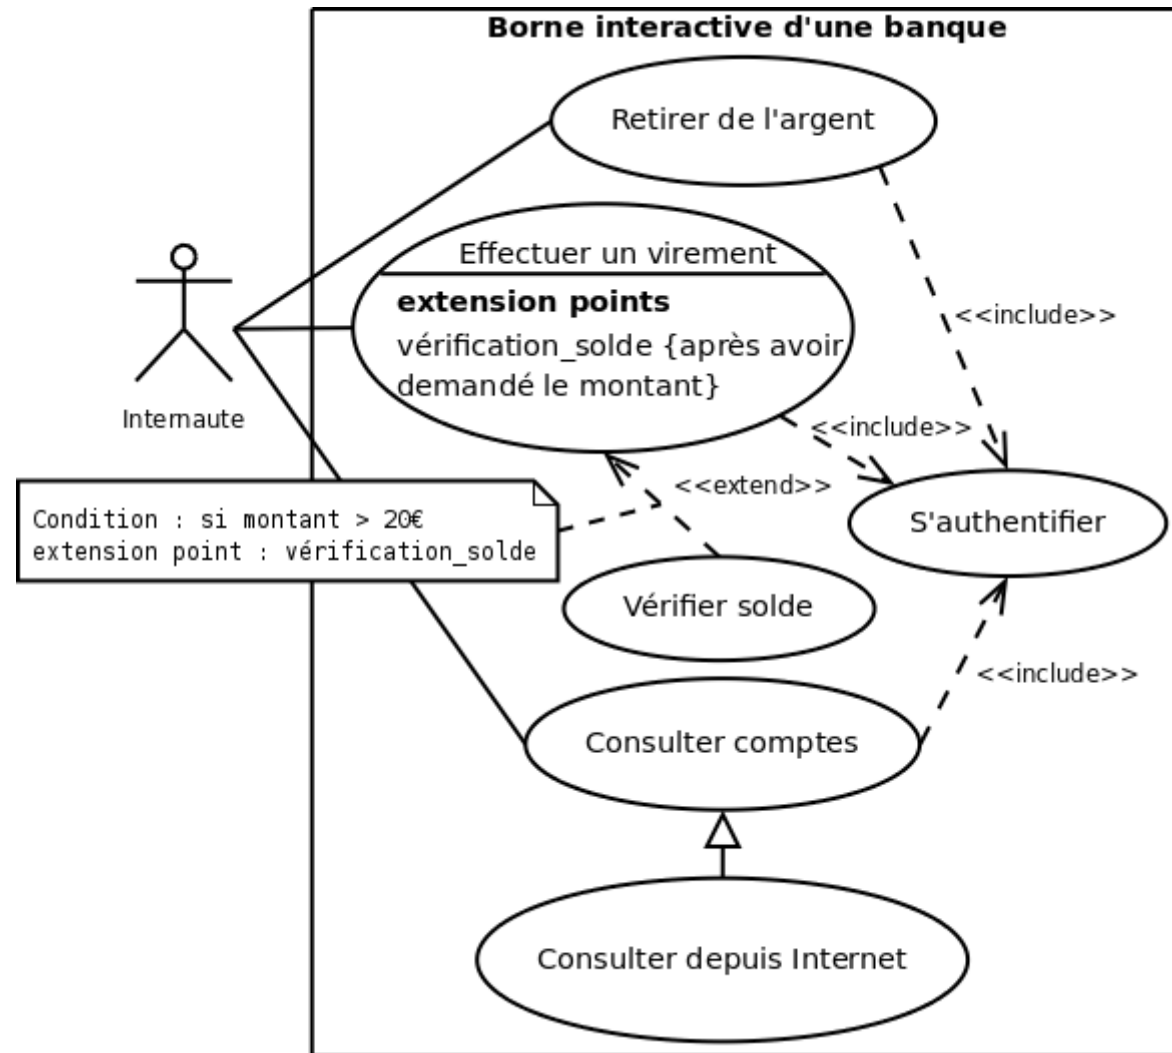 Borne interactive d'une banque
Retirer de l'argent
Effectuer un virement
extension points
vérification_solde {après avoir
demandé le montant}
<<include>>
Internaute
<<include>>
<<extend>>
Condition : si montant > 20€
extension point : vérification_solde
S'authentifier
Vérifier solde
<<include>>
Consulter comptes
Consulter depuis Internet